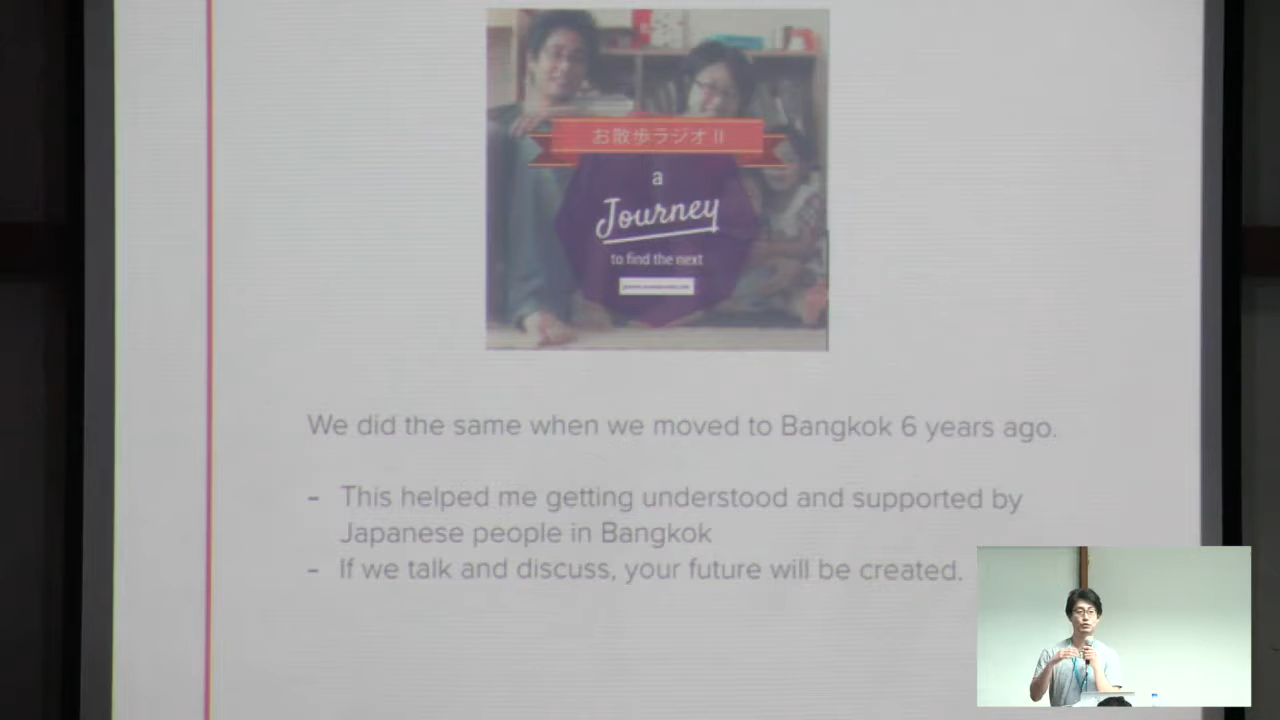 お散歩ラジオ II
a
Journey
to find the next
We did the same when we moved to Bangkok 6 years ago.
- This helped me getting understood and supported by
Japanese people in Bangkok
- If we talk and discuss, your future will be created.